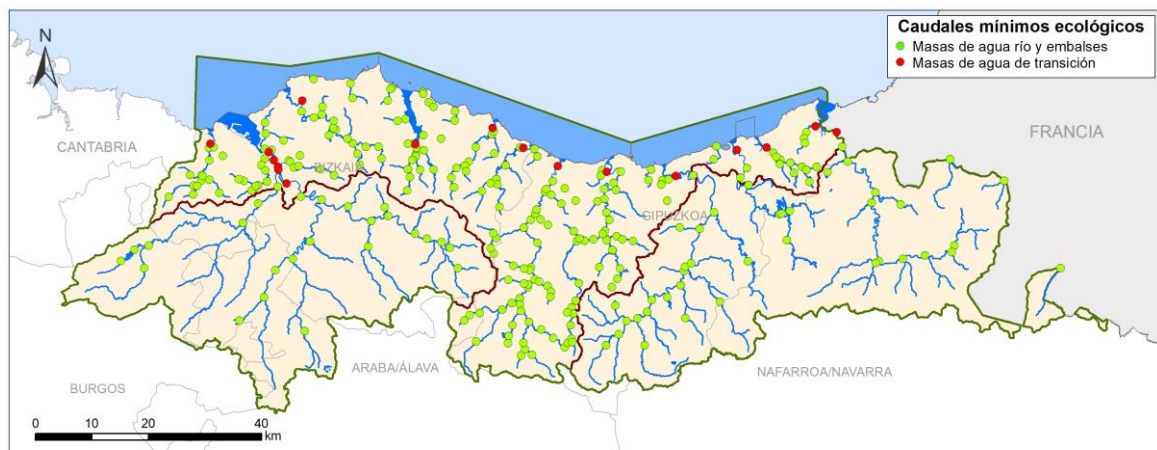 Caudales mínimos ecológicos
Masas de agua río y embalses
Masas de agua de transición
N
CANTABRIA
BIZKAIA
FRANCIA
GIPUZKOA
ARABA/ÁLAVA
NAFARROA/NAVARRA
BURGOS
0 10 20 40
km